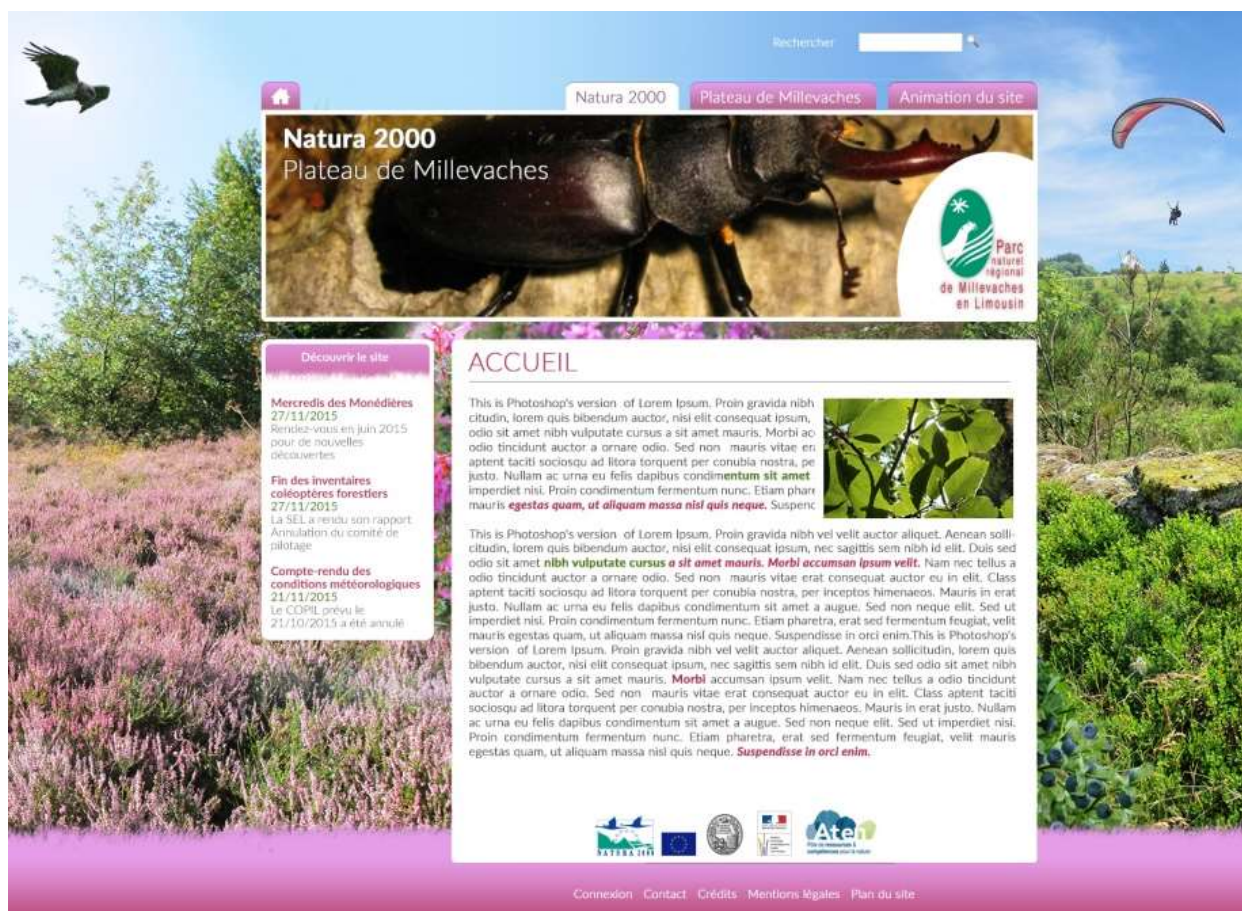 Rechercher
Natura 2000
Plateau de Millevaches
Animation du site
Natura 2000
Plateau de Millevaches
Parc
naturel
régional
de Millevaches
en Limousin
Découvrir le site
Mercredis des Monédières
27/11/2015
Rendez-vous en juin 2015
pour de nouvelles
découvertes
Fin des inventaires
coléoptères forestiers
27/11/2015
La SEL a rendu son rapport
Annulation du comité de
pilotage
Compte-rendu des
conditions météorologiques
21/11/2015
Le COPIL prévu le
21/10/2015 a été annulé
ACCUEIL
This is Photoshop's version of Lorem Ipsum. Proin gravida nibh
citudin, lorem quis bibendum auctor, nisi elit consequat ipsum,
odio sit amet nibh vulputate cursus a sit amet mauris. Morbi ac
odio tincidunt auctor a ornare odio. Sed non mauris vitae era
aptent taciti sociosqu ad litora torquent per conubia nostra, pe
justo. Nullam ac urna eu felis dapibus condimentum sit amet
imperdiet nisi. Proin condimentum fermentum nunc. Etiam phare
mauris egestas quam, ut aliquam massa nisl quis neque. Suspend
This is Photoshop's version of Lorem Ipsum. Proin gravida nibh vel velit auctor aliquet. Aenean solli-
citudin, lorem quis bibendum auctor, nisi elit consequat ipsum, nec sagittis sem nibh id elit. Duis sed
odio sit amet nibh vulputate cursus a sit amet mauris. Morbi accumsan ipsum velit. Nam nec tellus a
odio tincidunt auctor a ornare odio. Sed non mauris vitae erat consequat auctor eu in elit. Class
aptent taciti sociosqu ad litora torquent per conubia nostra, per inceptos himenaeos. Mauris in erat
justo. Nullam ac urna eu felis dapibus condimentum sit amet a augue. Sed non neque elit. Sed ut
imperdiet nisi. Proin condimentum fermentum nunc. Etiam pharetra, erat sed fermentum feugiat, velit
mauris egestas quam, ut aliquam massa nisl quis neque. Suspendisse in orci enim.This is Photoshop's
version of Lorem Ipsum. Proin gravida nibh vel velit auctor aliquet. Aenean sollicitudin, lorem quis
bibendum auctor, nisi elit consequat ipsum, nec sagittis sem nibh id elit. Duis sed odio sit amet nibh
vulputate cursus a sit amet mauris. Morbi accumsan ipsum velit. Nam nec tellus a odio tincidunt
auctor a ornare odio. Sed non mauris vitae erat consequat auctor eu in elit. Class aptent taciti
sociosqu ad litora torquent per conubia nostra, per inceptos himenaeos. Mauris in erat justo. Nullam
ac urna eu felis dapibus condimentum sit amet a augue. Sed non neque elit. Sed ut imperdiet nisi.
Proin condimentum fermentum nunc. Etiam pharetra, erat sed fermentum feugiat, velit mauris
egestas quam, ut aliquam massa nisl quis neque. Suspendisse in orci enim.
NATURA 2000
Aten
Pôle de ressources &
compétences pour la nature
Connexion Contact Crédits Mentions légales Plan du site